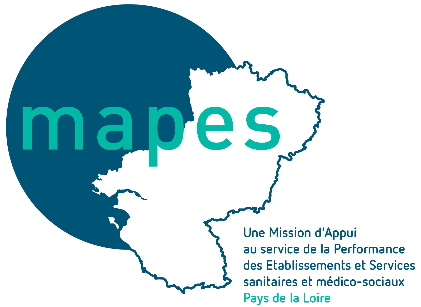 mapes
Une Mission d'Appui
au service de la Performance
des Etablissements et Services
sanitaires et médico-sociaux
Pays de la Loire